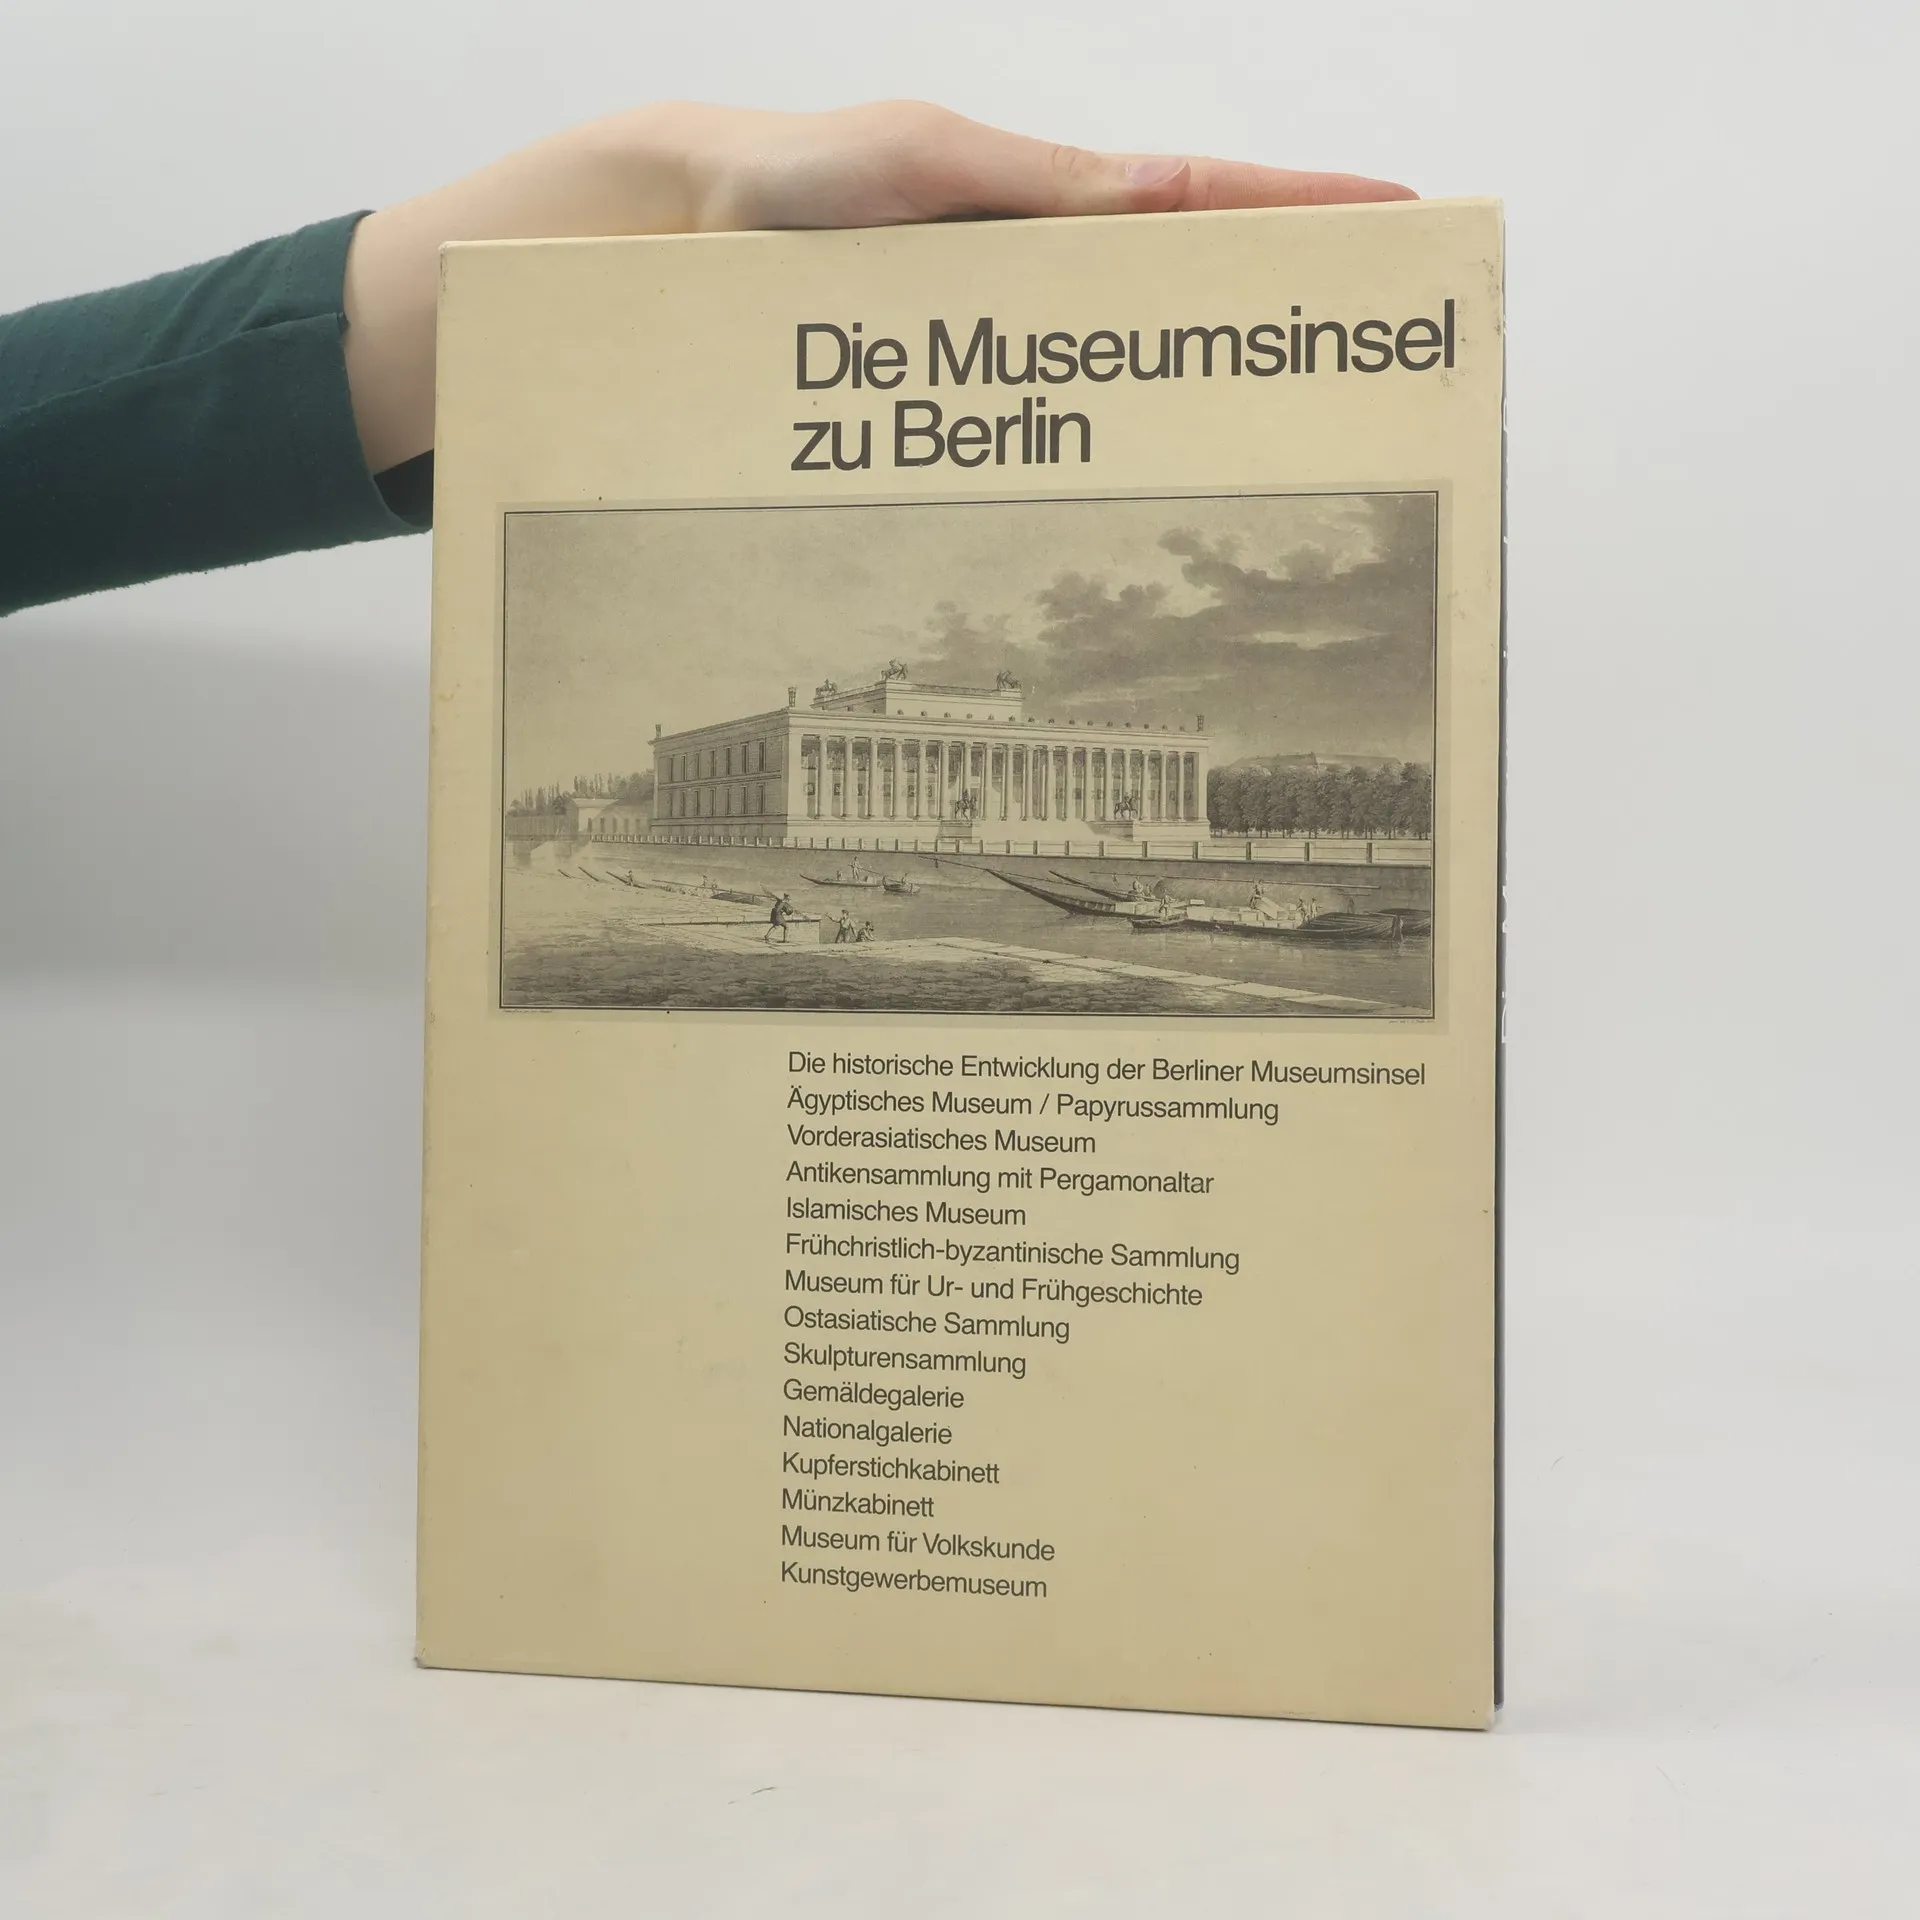 Die Museumsinsel
zu Berlin
Die historische Entwicklung der Berliner Museumsinsel
Ägyptisches Museum / Papyrussammlung
Vorderasiatisches Museum
Antikensammlung mit Pergamonaltar
Islamisches Museum
Frühchristlich-byzantinische Sammlung
Museum für Ur- und Frühgeschichte
Ostasiatische Sammlung
Skulpturensammlung
Gemäldegalerie
Nationalgalerie
Kupferstichkabinett
Münzkabinett
Museum für Volkskunde
Kunstgewerbemuseum